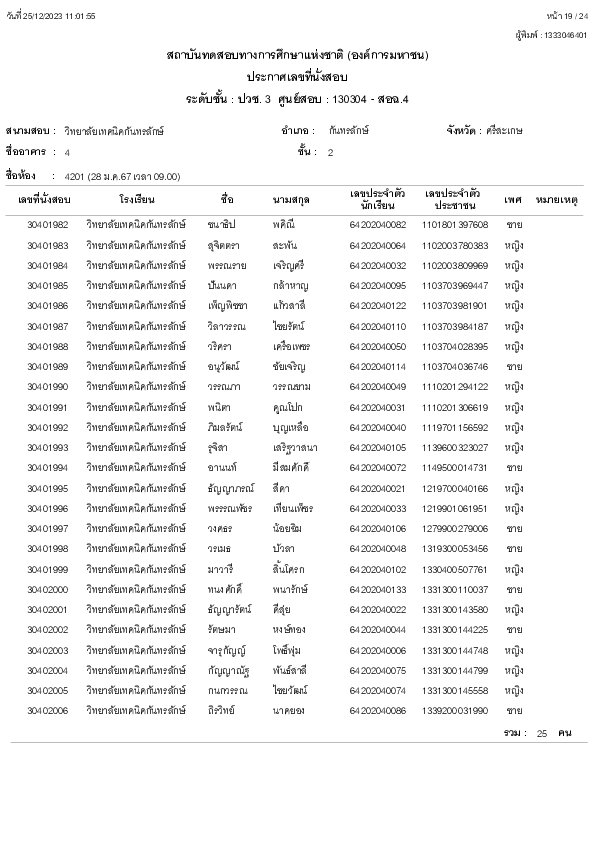 วันที่ 25/12/2023 11:01:55 หน้า 19 / 24
ผู้พิมพ์ : 1333046401
สถาบันทดสอบทางการศึกษาแห่งชาติ (องค์การมหาชน)
ประกาศเลขที่นั่งสอบ
ระดับชั้น : ปวช. 3 ศูนย์สอบ : 130304 - สอฉ.4
สนามสอบ : วิทยาลัยเทคนิคกันทรลักษ์ อำเภอ : กันทรลักษ์ จังหวัด : ศรีสะเกษ
ชื่ออาคาร : 4 ชั้น : 2
ชื่อห้อง : 4201 (28 ม.ค.67 เวลา 09.00)
เลขที่นั่งสอบ โรงเรียน ชื่อ นามสกุล เลขประจำตัวนักเรียน เลขประจำตัวประชาชน เพศ หมายเหตุ
30401982 วิทยาลัยเทคนิคกันทรลักษ์ ชนาธิป พคิณี 64202040082 1101801397608 ชาย
30401983 วิทยาลัยเทคนิคกันทรลักษ์ สุจิตตรา สะพัน 64202040064 1102003780383 หญิง
30401984 วิทยาลัยเทคนิคกันทรลักษ์ พรรณราย เจริญศรี 64202040032 1102003809969 หญิง
30401985 วิทยาลัยเทคนิคกันทรลักษ์ ปันนดา กล้าหาญ 64202040095 1103703969447 หญิง
30401986 วิทยาลัยเทคนิคกันทรลักษ์ เพ็ญพิชชา แก้วสาลี 64202040122 1103703981901 หญิง
30401987 วิทยาลัยเทคนิคกันทรลักษ์ วิลาวรรณ ไชยรัตน์ 64202040110 1103703984187 หญิง
30401988 วิทยาลัยเทคนิคกันทรลักษ์ วริศรา เครือเพชร 64202040050 1103704028395 หญิง
30401989 วิทยาลัยเทคนิคกันทรลักษ์ อนุวัฒน์ ชัยเจริญ 64202040114 1103704036746 ชาย
30401990 วิทยาลัยเทคนิคกันทรลักษ์ วรรณภา วรรณขาม 64202040049 1110201294122 หญิง
30401991 วิทยาลัยเทคนิคกันทรลักษ์ พนิตา คูณโปก 64202040031 1110201306619 หญิง
30401992 วิทยาลัยเทคนิคกันทรลักษ์ ภิมลรัตน์ บุญเหลือ 64202040040 1119701156592 หญิง
30401993 วิทยาลัยเทคนิคกันทรลักษ์ รุจิสา เสริฐวาสนา 64202040105 1139600323027 หญิง
30401994 วิทยาลัยเทคนิคกันทรลักษ์ อานนท์ มีสมศักดิ์ 64202040072 1149500014731 ชาย
30401995 วิทยาลัยเทคนิคกันทรลักษ์ ธัญญาภรณ์ สีดา 64202040021 1219700040166 หญิง
30401996 วิทยาลัยเทคนิคกันทรลักษ์ พรรรณพัชร เทียนเพ็ชร 64202040033 1219901061951 หญิง
30401997 วิทยาลัยเทคนิคกันทรลักษ์ วงศธร น้อยชิม 64202040106 1279900279006 ชาย
30401998 วิทยาลัยเทคนิคกันทรลักษ์ วรเมธ บัวลา 64202040048 1319300053456 ชาย
30401999 วิทยาลัยเทคนิคกันทรลักษ์ มาวารี ลิ้นโครก 64202040102 1330400507761 หญิง
30402000 วิทยาลัยเทคนิคกันทรลักษ์ ทนงศักดิ์ พนารักษ์ 64202040133 1331300110037 ชาย
30402001 วิทยาลัยเทคนิคกันทรลักษ์ ธัญญารัตน์ ดีสุ่ย 64202040022 1331300143580 หญิง
30402002 วิทยาลัยเทคนิคกันทรลักษ์ รัตษมา หงษ์ทอง 64202040044 1331300144225 ชาย
30402003 วิทยาลัยเทคนิคกันทรลักษ์ จารุกัญญ์ โพธิ์พุ่ม 64202040006 1331300144748 หญิง
30402004 วิทยาลัยเทคนิคกันทรลักษ์ กัญญาณัฐ พันธ์สาลี 64202040075 1331300144799 หญิง
30402005 วิทยาลัยเทคนิคกันทรลักษ์ กนกวรรณ ไชยวัฒน์ 64202040074 1331300145558 หญิง
30402006 วิทยาลัยเทคนิคกันทรลักษ์ ถิรวิทย์ นาคยอง 64202040086 1339200031990 ชาย
รวม : 25 คน